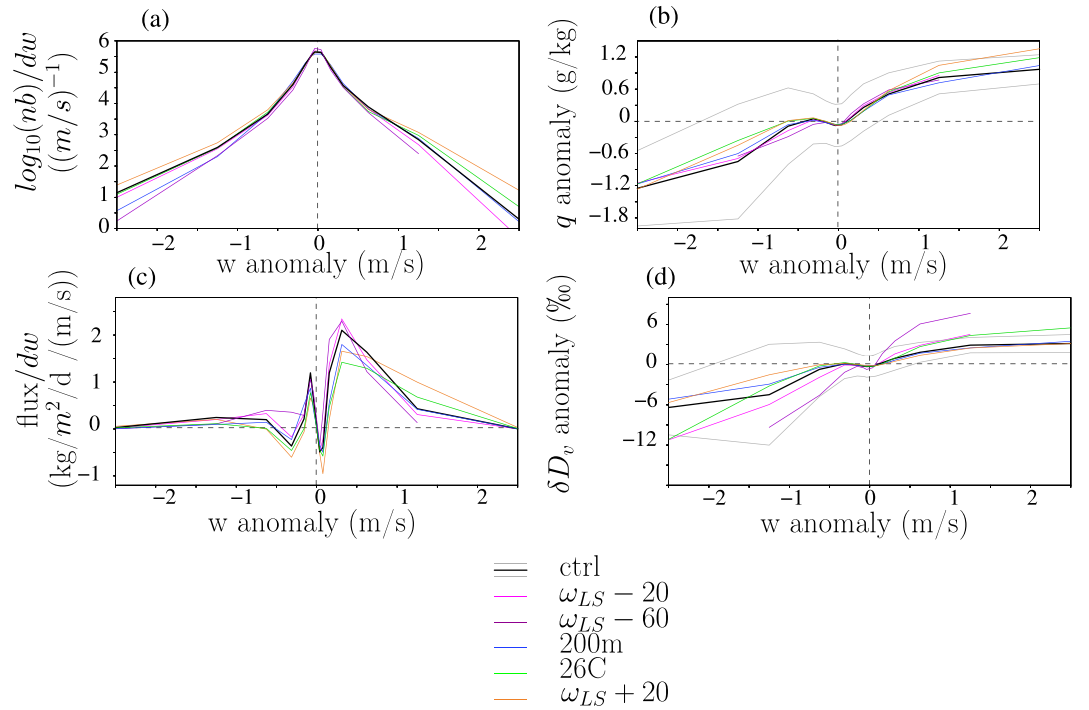 (a)
log10(nb)/dw
((m/s)−1)
6
5
4
3
2
1
0
−2
−1
0
1
2
w anomaly (m/s)
(b)
q anomaly (g/kg)
1.2
0.6
0
−0.6
−1.2
−1.8
−2
−1
0
1
2
w anomaly (m/s)
(c)
flux/dw
(kg/m2/d /(m/s)
2
1
0
−1
−2
−1
0
1
2
w anomaly (m/s)
(d)
δDv anomaly (‰)
6
0
−6
−12
−2
−1
0
1
2
w anomaly (m/s)
ctrl
ωLS − 20
ωLS − 60
200m
26C
ωLS + 20